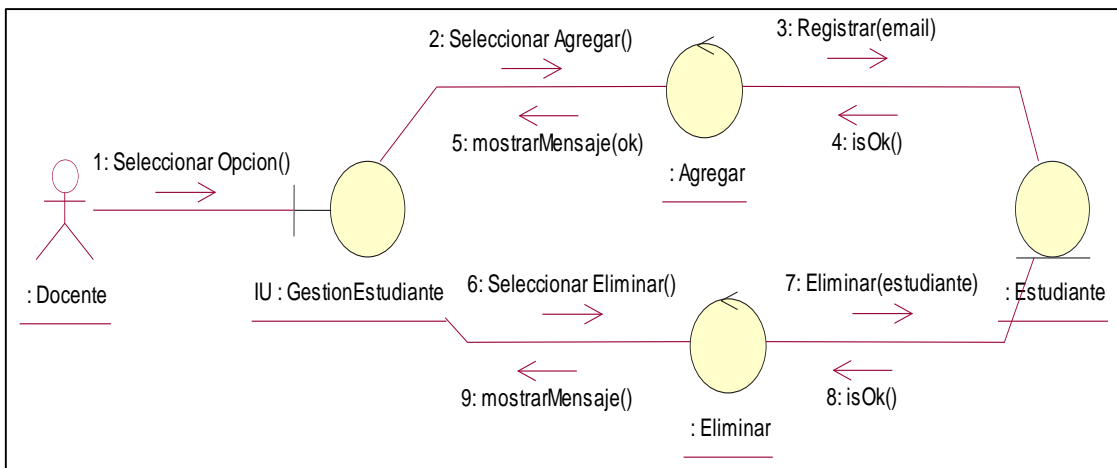 2: Seleccionar Agregar()
3: Registrar(email)
5: mostrarMensaje(ok)
4: isOk()
: Agregar
1: Seleccionar Opcion()
: Docente
IU : GestionEstudiante
6: Seleccionar Eliminar()
7: Eliminar(estudiante)
: Estudiante
9: mostrarMensaje()
8: isOk()
: Eliminar